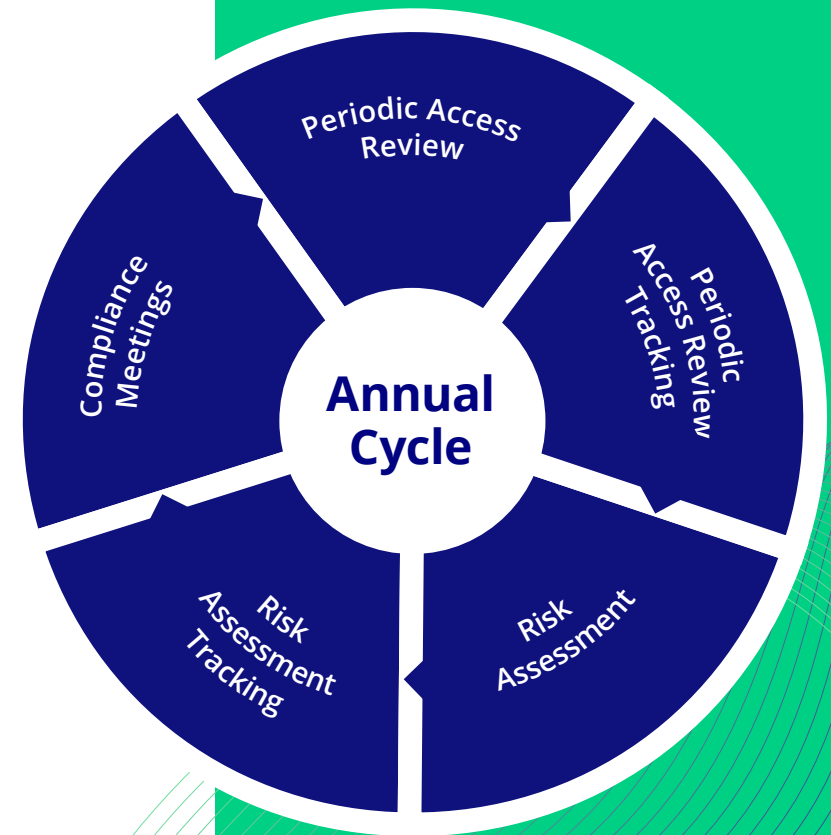 Periodic Access
Review
Periodic
Access Review
Tracking
Risk
Assessment
Risk
Assessment
Tracking
Compliance
Meetings
Annual
Cycle